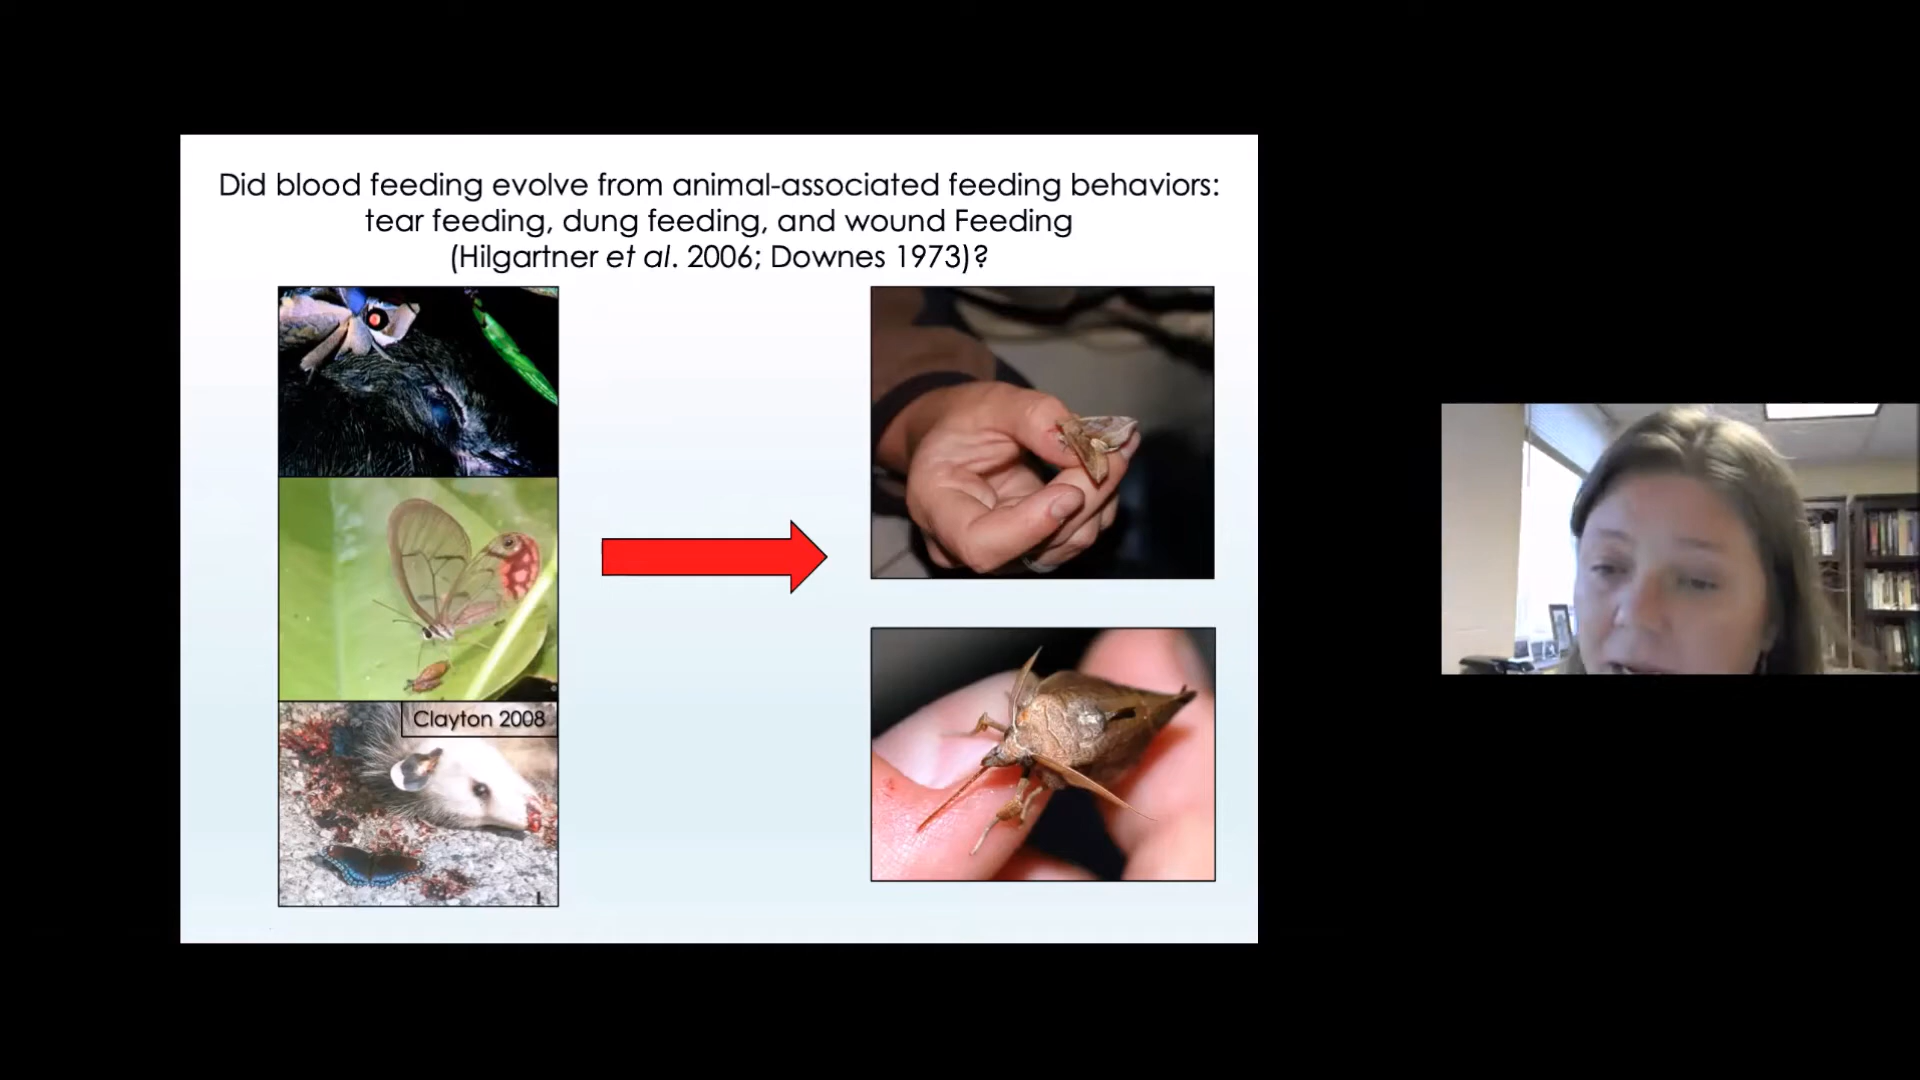 Did blood feeding evolve from animal-associated feeding behaviors:
tear feeding, dung feeding, and wound Feeding
(Hilgartner et al. 2006; Downes 1973)?
Clayton 2008